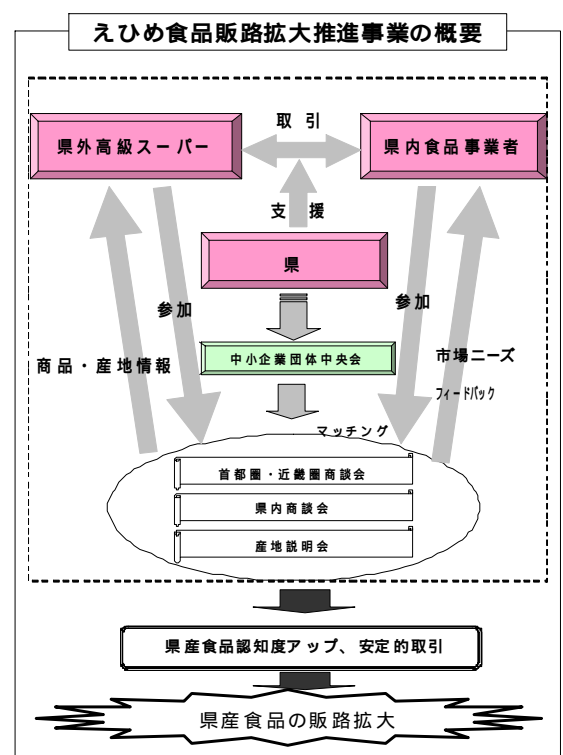 えひめ食品販路拡大推進事業の概要
取引
県外高級スーパー
県内食品事業者
支援
県
参加
参加
中小企業団体中央会
商品・産地情報
市場ニーズ
フィードバック
マッチング
首都圏・近畿圏商談会
県内商談会
産地説明会
県産食品認知度アップ、安定的取引
県産食品の販路拡大